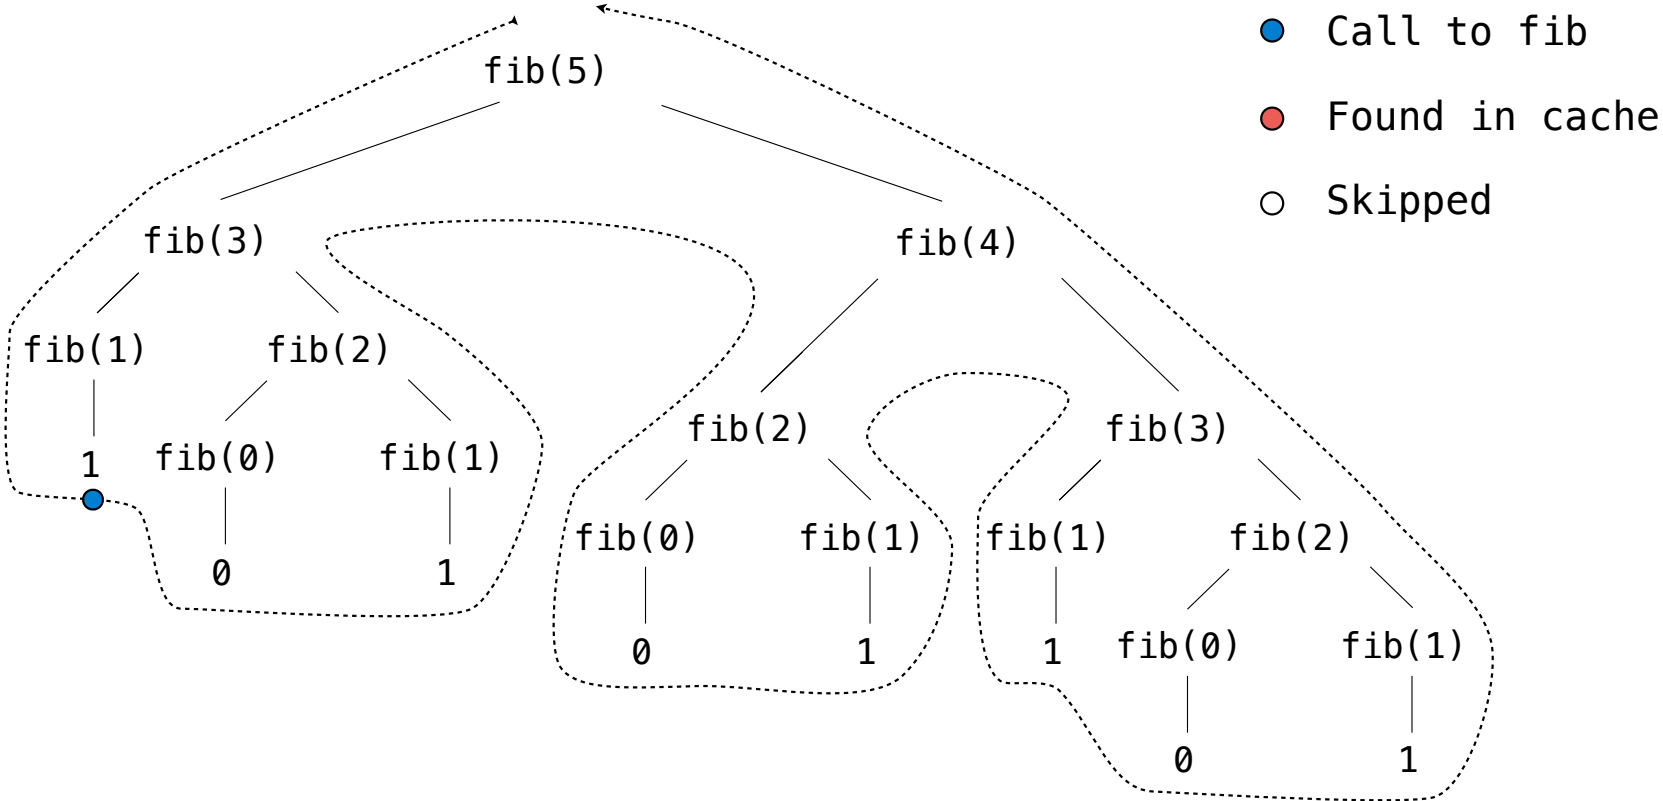 fib(5)
Call to fib
Found in cache
Skipped
fib(3)
fib(4)
fib(1)
fib(2)
1
fib(0)
fib(1)
0
1
fib(2)
fib(3)
fib(0)
fib(1)
fib(1)
fib(2)
0
1
1
fib(0)
fib(1)
0
1